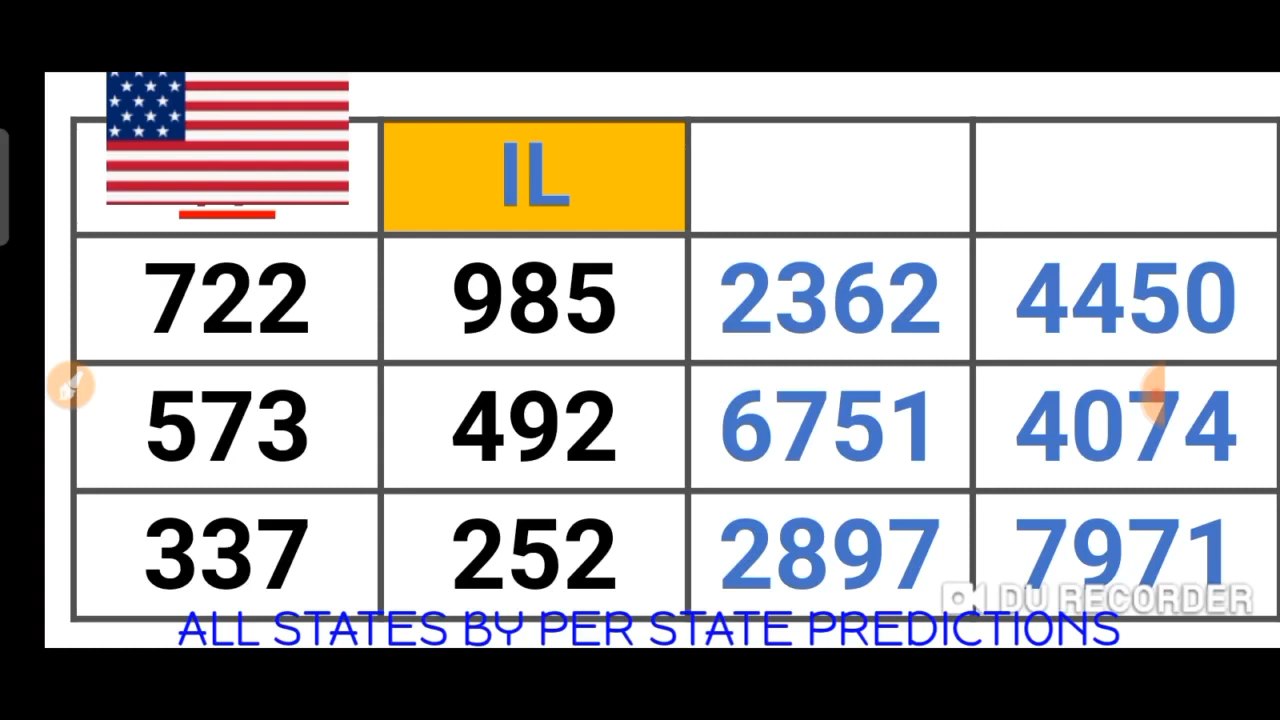 IL
722 985 2362 4450
573 492 6751 4074
337 252 2897 7971
DU RECORDER
ALL STATES BY PER STATE PREDICTIONS